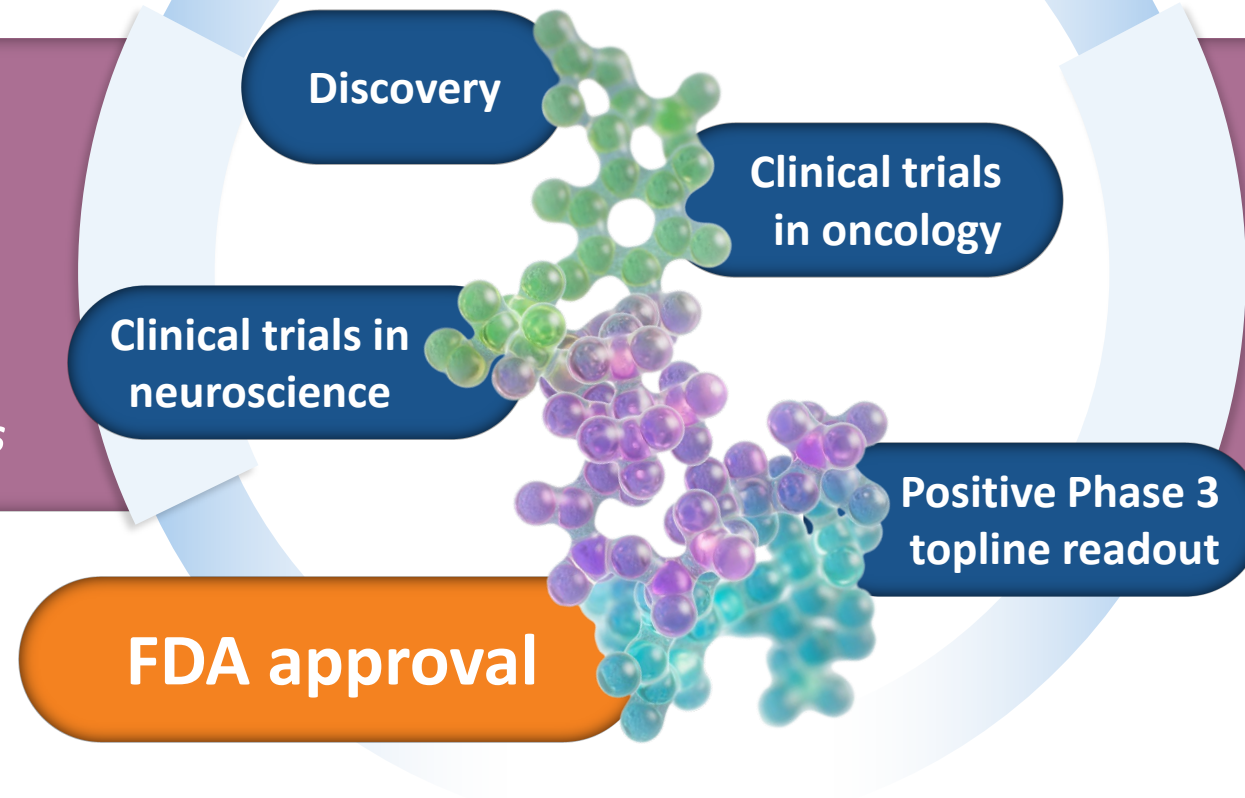 Discovery
Clinical trials
in oncology
Clinical trials in
neuroscience
s
Positive Phase 3
topline readout
FDA approval